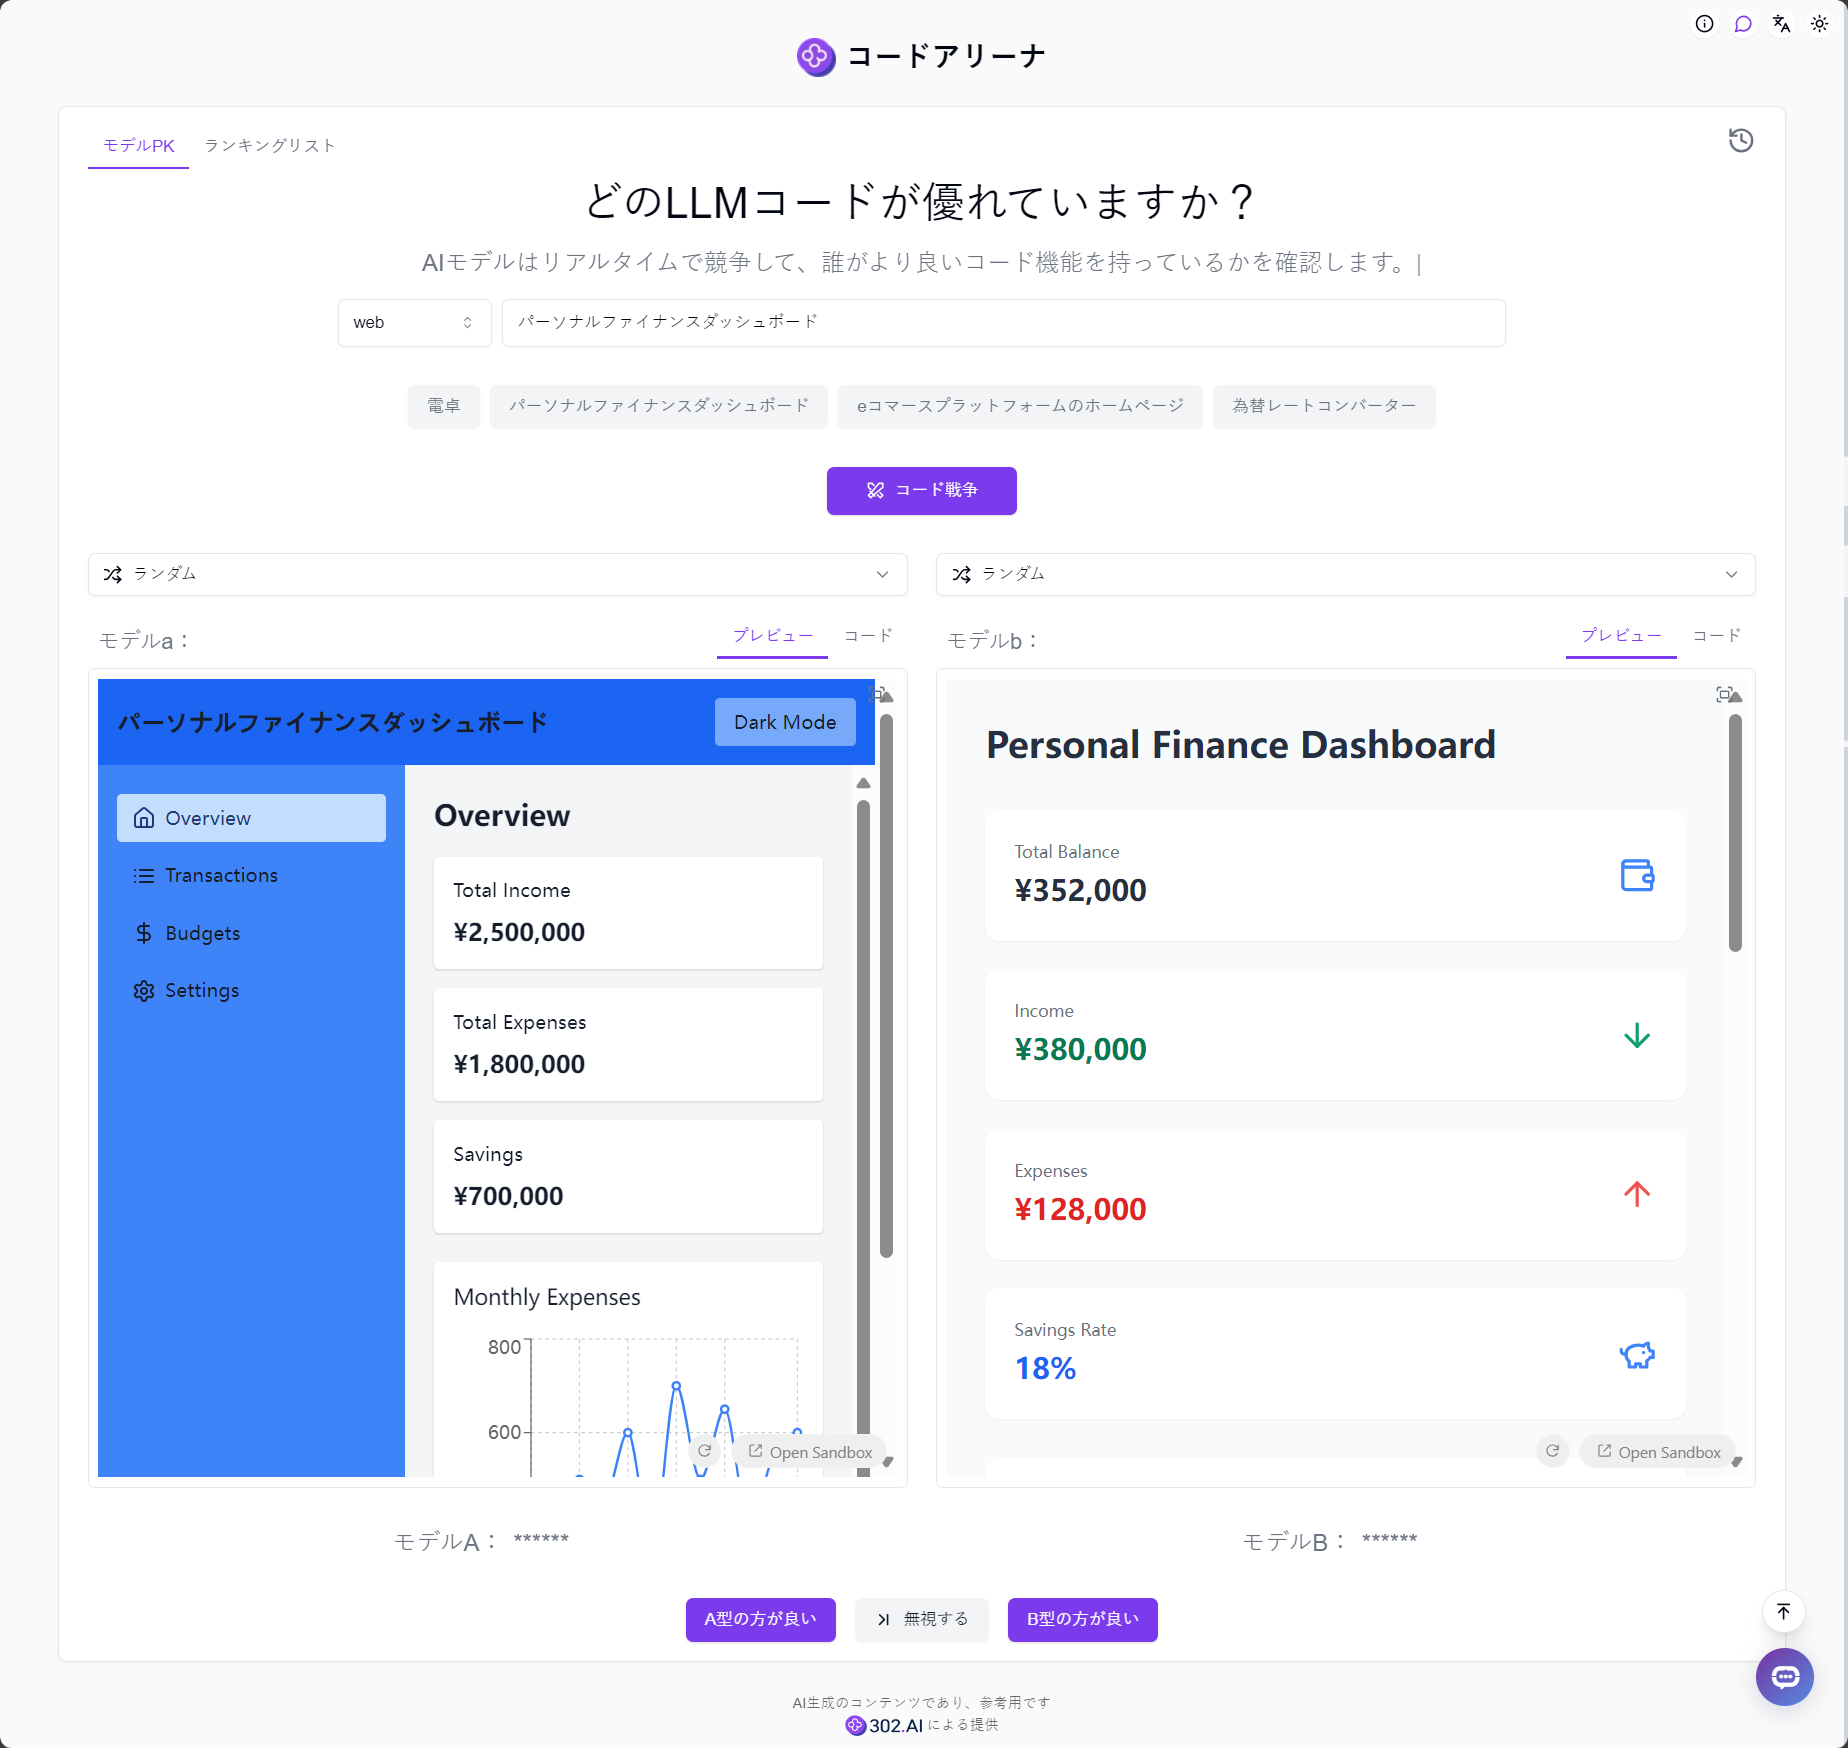 コードアリーナ
モデルPK ランキングリスト
どのLLMコードが優れていますか？
AIモデルはリアルタイムで競争して、誰がより良いコード機能を持っているかを確認します。|
web パーソナルファイナンスダッシュボード
電卓 パーソナルファイナンスダッシュボード eコマースプラットフォームのホームページ 為替レートコンバーター
コード戦争
ランダム
モデルa：
プレビュー コード
パーソナルファイナンスダッシュボード
Dark Mode
Overview
Transactions
Budgets
Settings
Overview
Total Income
¥2,500,000
Total Expenses
¥1,800,000
Savings
¥700,000
Monthly Expenses
800
600
Open Sandbox
ランダム
モデルb：
プレビュー コード
Personal Finance Dashboard
Total Balance
¥352,000
Income
¥380,000
Expenses
¥128,000
Savings Rate
18%
Open Sandbox
モデルA： ******
モデルB： ******
A型の方が良い 無視する B型の方が良い
AI生成のコンテンツであり、参考用です
302.AI による提供